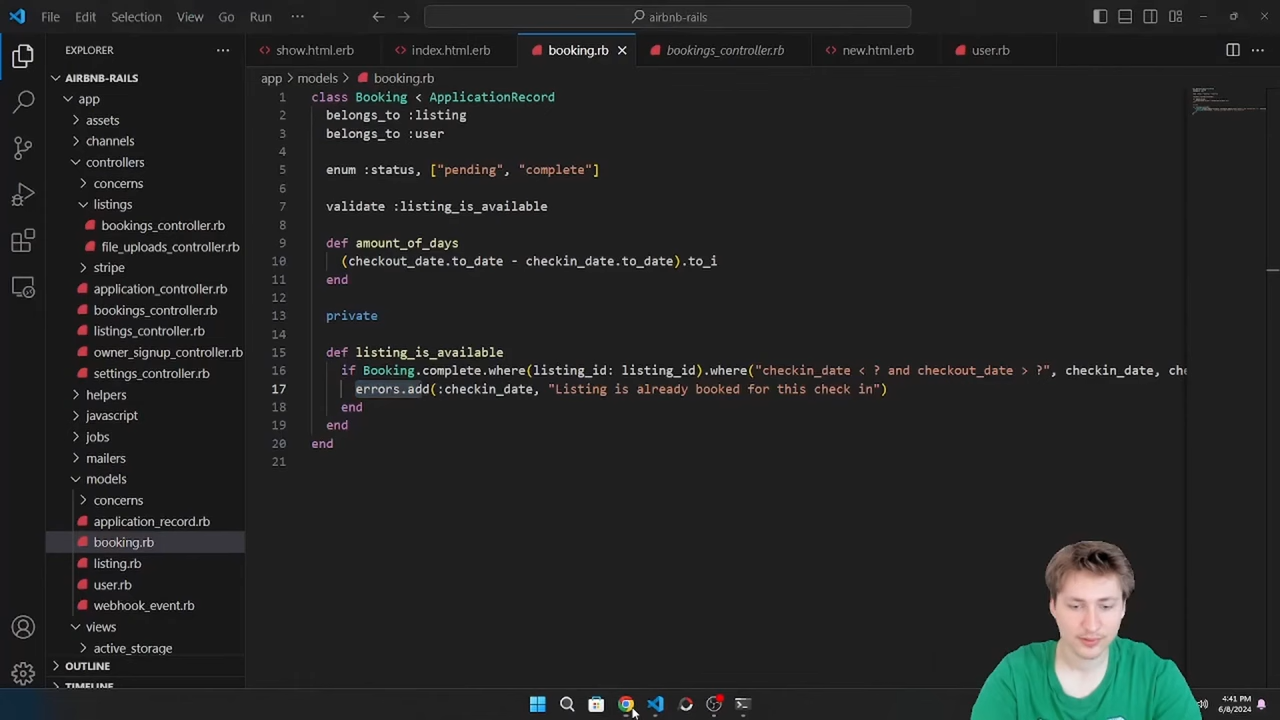 File Edit Selection View Go Run ··· airbnb-rails
EXPLORER ···
AIRBNB-RAILS
app
assets
channels
controllers
concerns
listings
bookings_controller.rb
file_uploads_controller.rb
stripe
application_controller.rb
bookings_controller.rb
listings_controller.rb
owner_signup_controller.rb
settings_controller.rb
helpers
javascript
jobs
mailers
models
concerns
application_record.rb
booking.rb
listing.rb
user.rb
webhook_event.rb
views
active_storage
OUTLINE
TIMELINE
show.html.erb index.html.erb booking.rb bookings_controller.rb new.html.erb user.rb
app > models > booking.rb
1 class Booking < ApplicationRecord
2 belongs_to :listing
3 belongs_to :user
4
5 enum :status, ["pending", "complete"]
6
7 validate :listing_is_available
8
9 def amount_of_days
10 (checkout_date.to_date - checkin_date.to_date).to_i
11 end
12
13 private
14
15 def listing_is_available
16 if Booking.complete.where(listing_id: listing_id).where("checkin_date < ? and checkout_date > ?", checkin_date, che
17 errors.add(:checkin_date, "Listing is already booked for this check in")
18 end
19 end
20 end
21
4:41 PM
6/8/2024